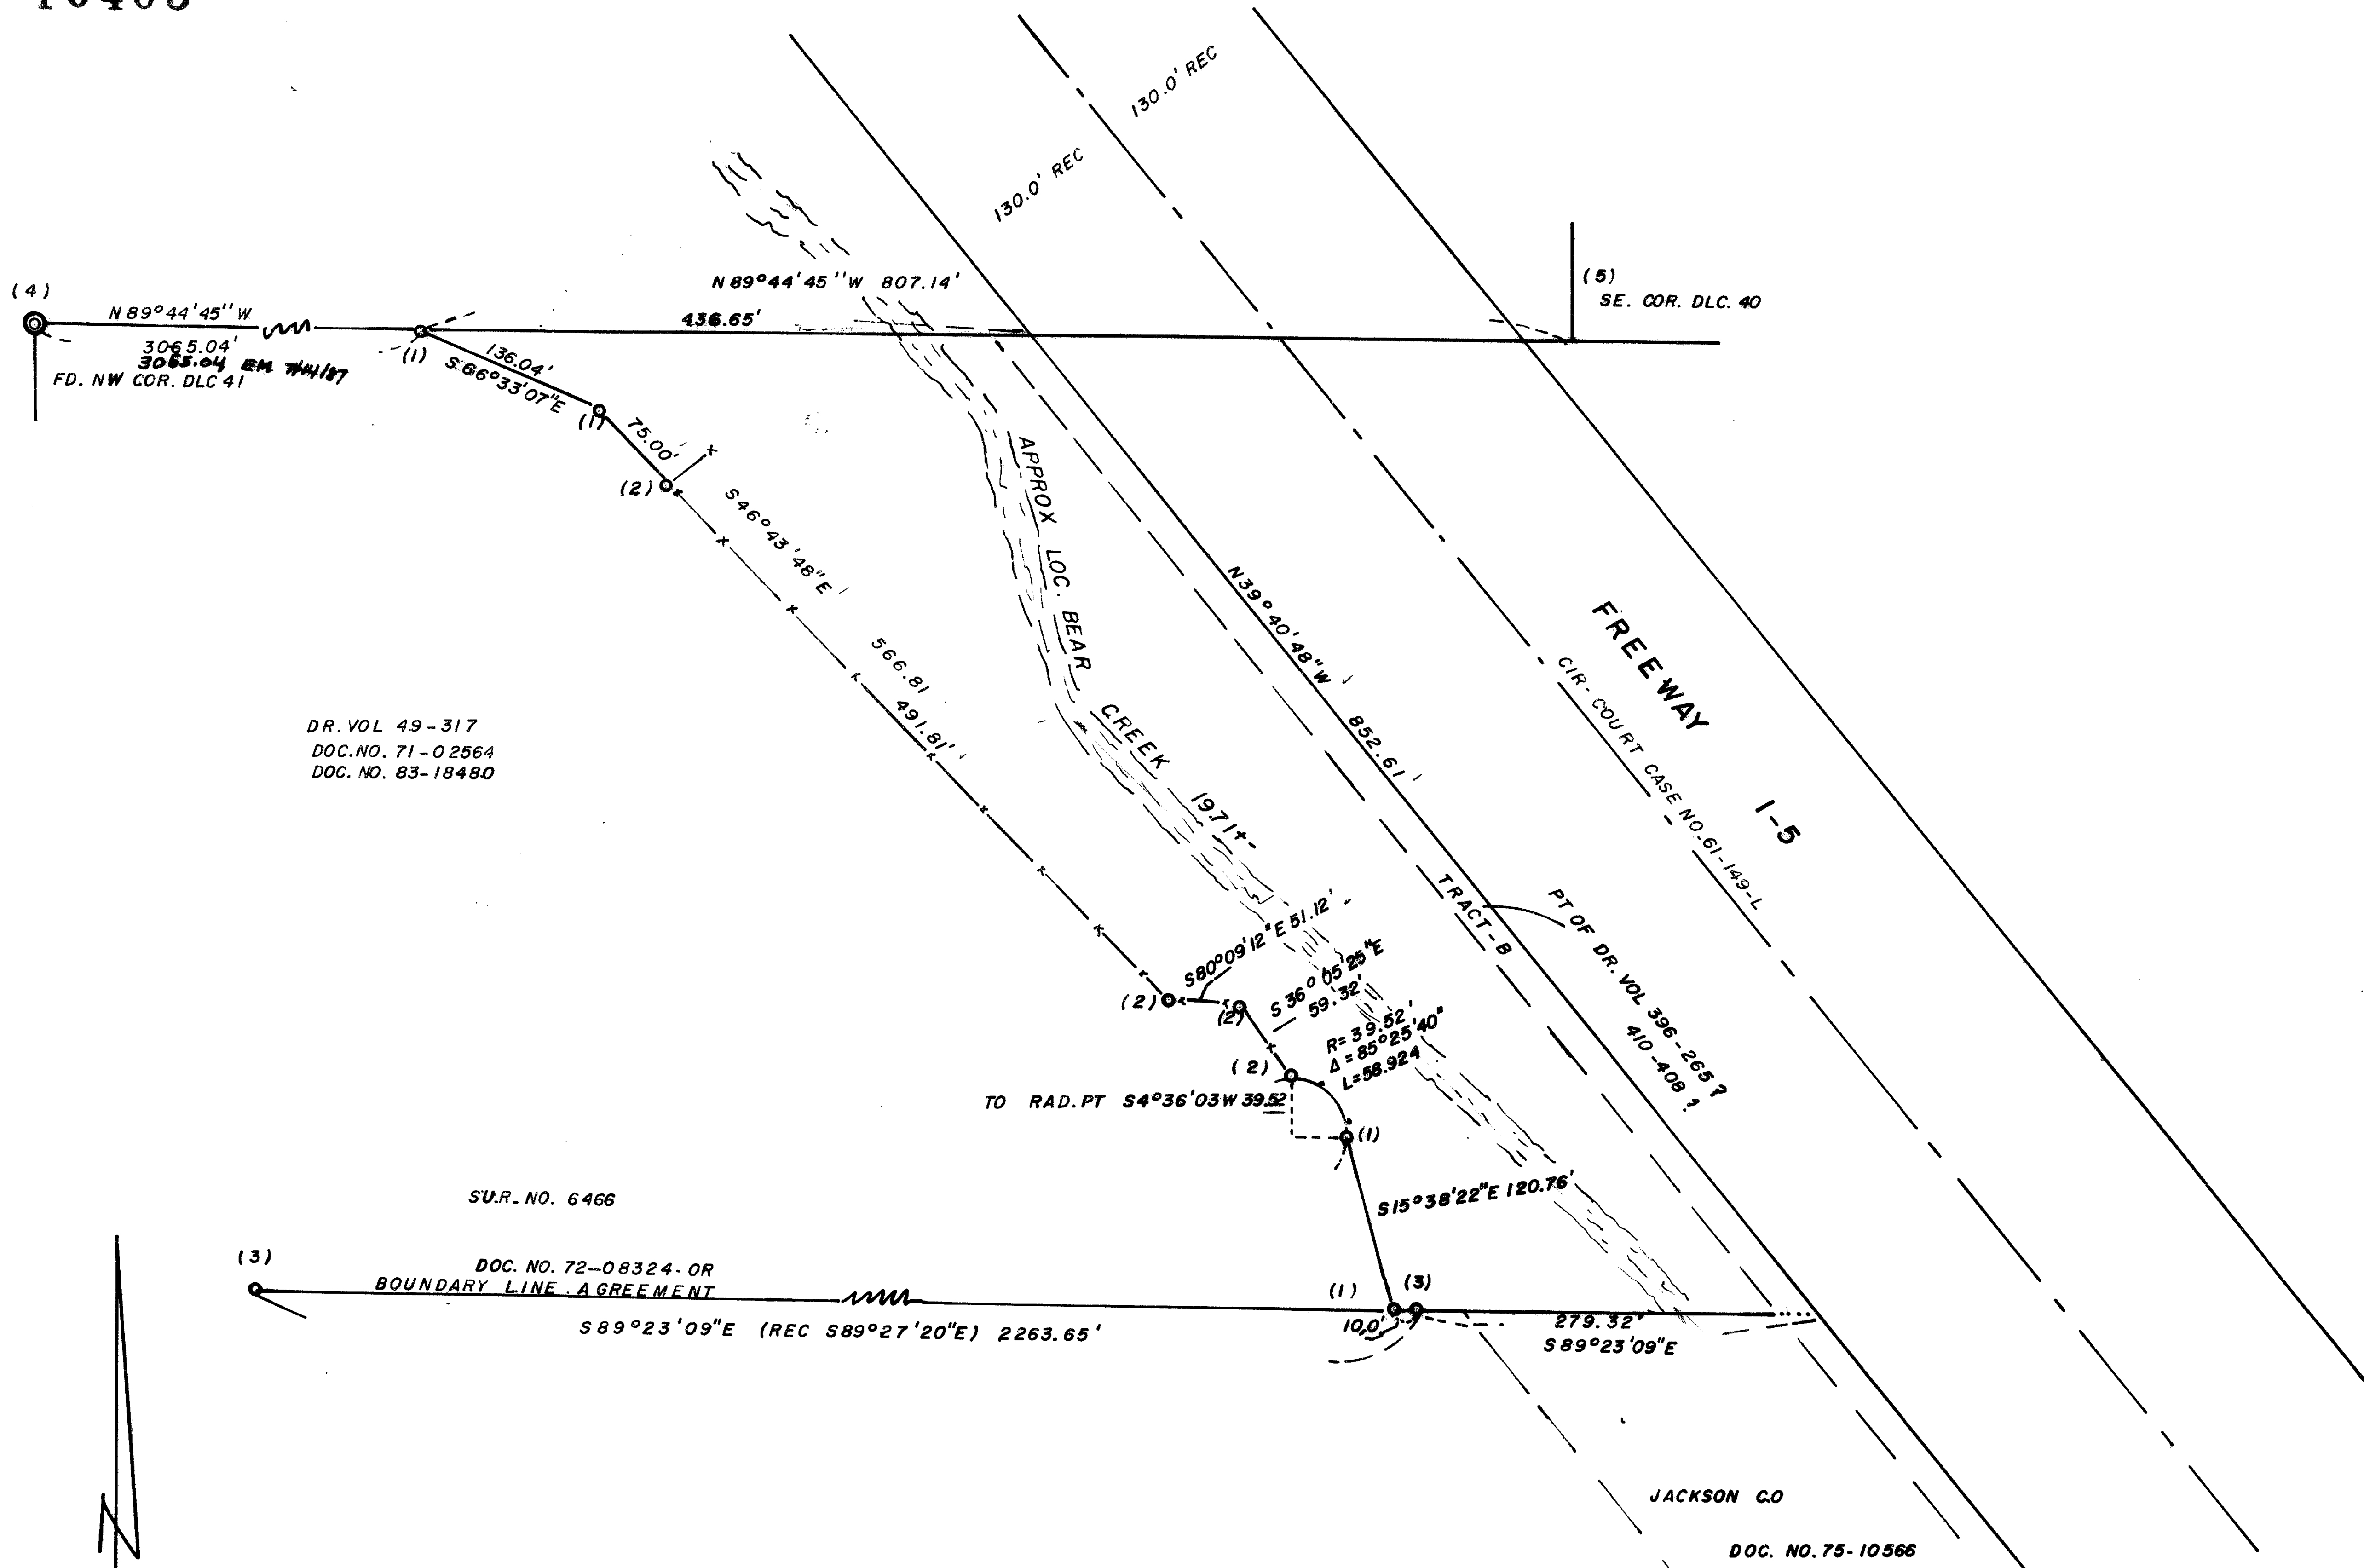 130.0' REC
130.0' REC
(5)
SE. COR. DLC. 40
N 89°44'45" W 807.14'
436.65'
(4)
N 89°44'45" W
3065.04'
3065.04 EM 7/14/87
FD. NW COR. DLC 41
(1)
136.04'
S 66°33'07"E
(1)
75.00'
(2)
S46°43'48"E
566.81
491.81'
APPROX LOC. BEAR CREEK 1971+-
N39°40'48"W 852.61'
FREEWAY I-5
CIR-COURT CASE NO.61-149-L
TRACT-B
PT OF DR. VOL 396-265 ?
410-408 ?
DR. VOL 49-317
DOC. NO. 71-02564
DOC. NO. 83-18480
S80°09'12"E 51.12'
(2)
(2)
S 36° 05'25"E
59.32'
R= 39.52'
Δ = 85°25'40"
L=58.924
(2)
TO RAD. PT S4°36'03W 39.52
(1)
S15°38'22"E 120.76'
SUR. NO. 6466
(3)
DOC. NO. 72-08324-OR
BOUNDARY LINE AGREEMENT
S 89°23'09"E (REC S89°27'20"E) 2263.65'
(1) (3)
10.0'
279.32'
S 89°23'09"E
N
JACKSON CO
DOC. NO. 75-10566